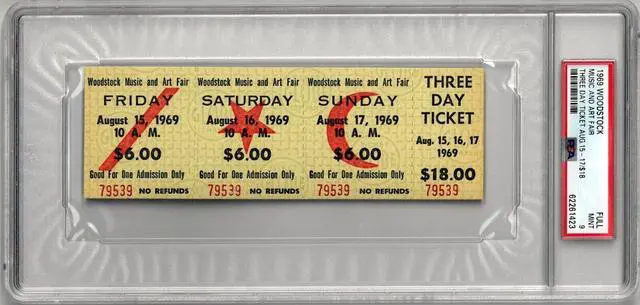 Woodstock Music and Art Fair
FRIDAY
August 15, 1969
10 A. M.
$6.00
Good For One Admission Only
79539 NO REFUNDS
Woodstock Music and Art Fair
SATURDAY
August 16, 1969
10 A. M.
$6.00
Good For One Admission Only
79539 NO REFUNDS
Woodstock Music and Art Fair
SUNDAY
August 17, 1969
10 A. M.
$6.00
Good For One Admission Only
79539 NO REFUNDS
THREE
DAY
TICKET
Aug. 15, 16, 17
1969
$18.00
79539
1969 WOODSTOCK
MUSIC AND ART FAIR
THREE DAY TICKET AUG.15-17/$18
PSA
FULL
MINT 9
62261423